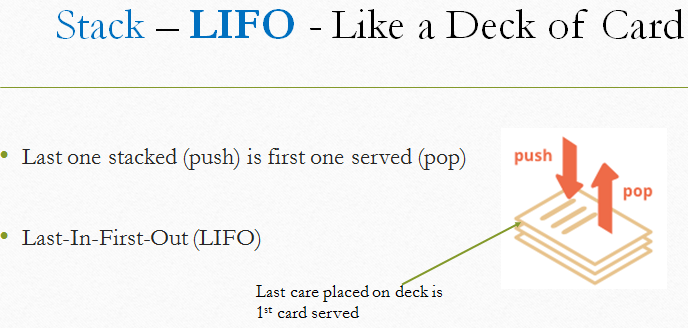 Stack – LIFO - Like a Deck of Card
• Last one stacked (push) is first one served (pop)
push
pop
• Last-In-First-Out (LIFO)
Last care placed on deck is
1st card served